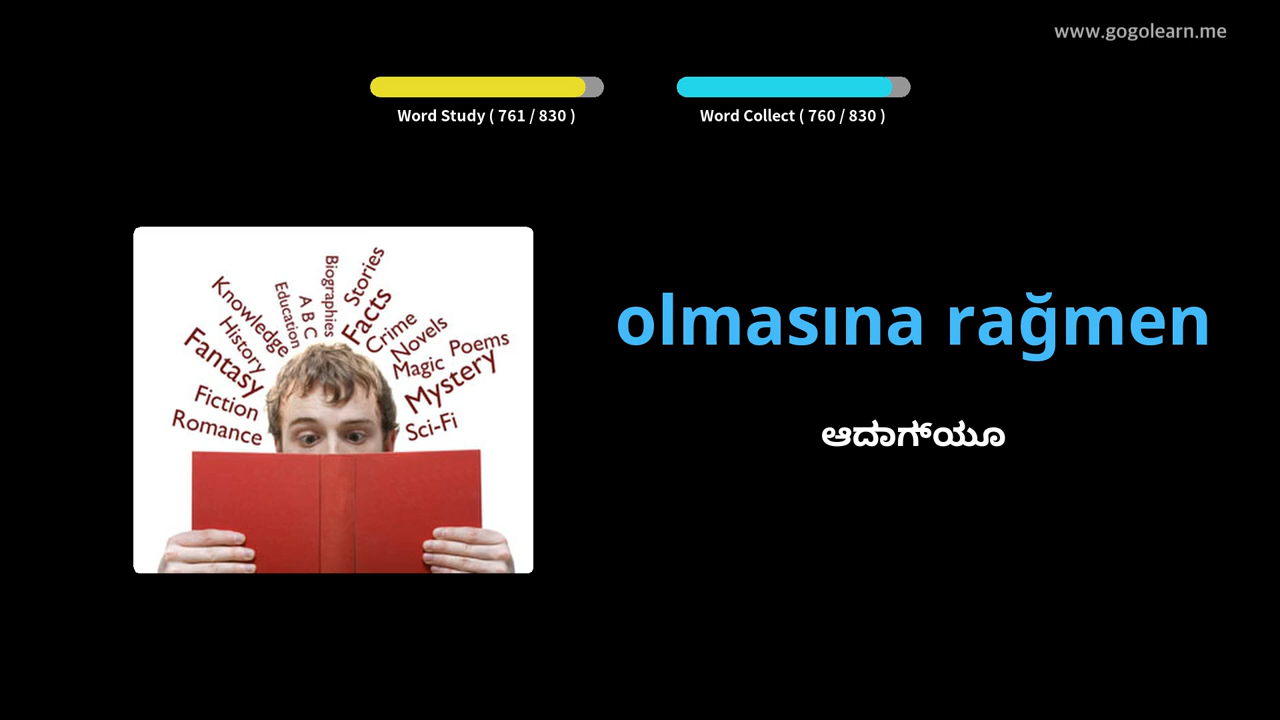 www.gogolearn.me
Word Study ( 761 / 830 )
Word Collect ( 760 / 830 )
Biographies
Stories
Education
A B C
Facts
Knowledge
Crime
History
Novels
Fantasy
Magic
Poems
Mystery
Fiction
Romance
Sci-Fi
olmasına rağmen
ಆದಾಗ್‌ಯೂ